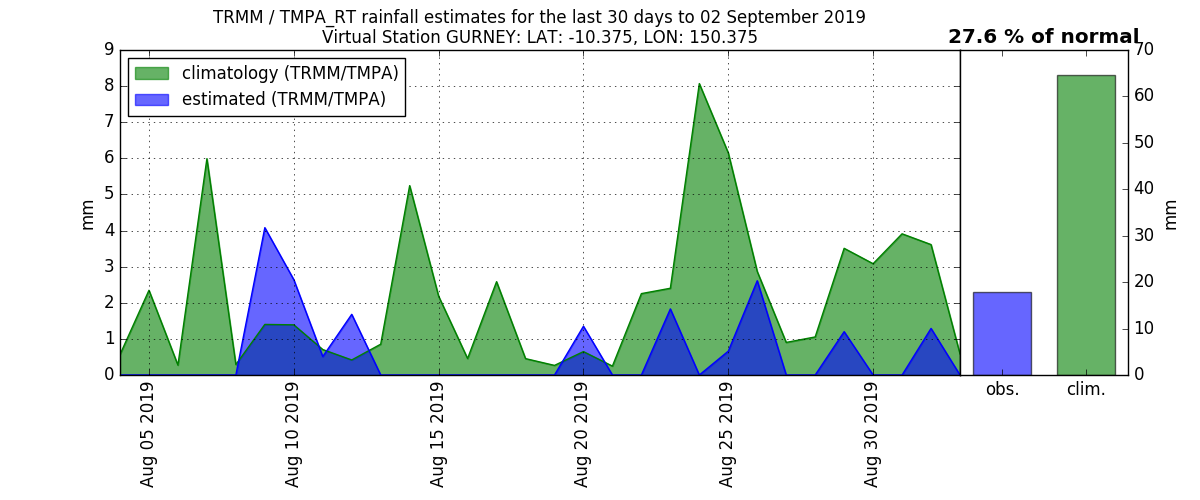 TRMM / TMPA_RT rainfall estimates for the last 30 days to 02 September 2019
Virtual Station GURNEY: LAT: -10.375, LON: 150.375
27.6 % of normal
climatology (TRMM/TMPA)
estimated (TRMM/TMPA)
9
8
7
6
5
4
3
2
1
0
mm
Aug 05 2019
Aug 10 2019
Aug 15 2019
Aug 20 2019
Aug 25 2019
Aug 30 2019
obs.
clim.
70
60
50
40
30
20
10
0
mm